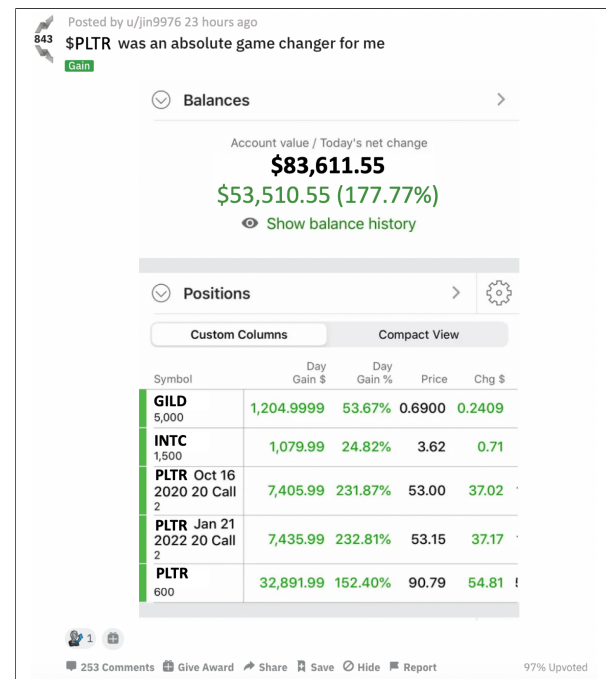 Posted by u/jin9976 23 hours ago
843
$PLTR was an absolute game changer for me
Gain
Balances
Account value / Today's net change
$83,611.55
$53,510.55 (177.77%)
Show balance history
Positions
Custom Columns
Compact View
Symbol Day Gain $ Day Gain % Price Chg $
GILD 1,204.9999 53.67% 0.6900 0.2409
5,000
INTC 1,079.99 24.82% 3.62 0.71
1,500
PLTR Oct 16
2020 20 Call 7,405.99 231.87% 53.00 37.02
2
PLTR Jan 21
2022 20 Call 7,435.99 232.81% 53.15 37.17
2
PLTR 32,891.99 152.40% 90.79 54.81
600
1
253 Comments Give Award Share Save Hide Report 97% Upvoted